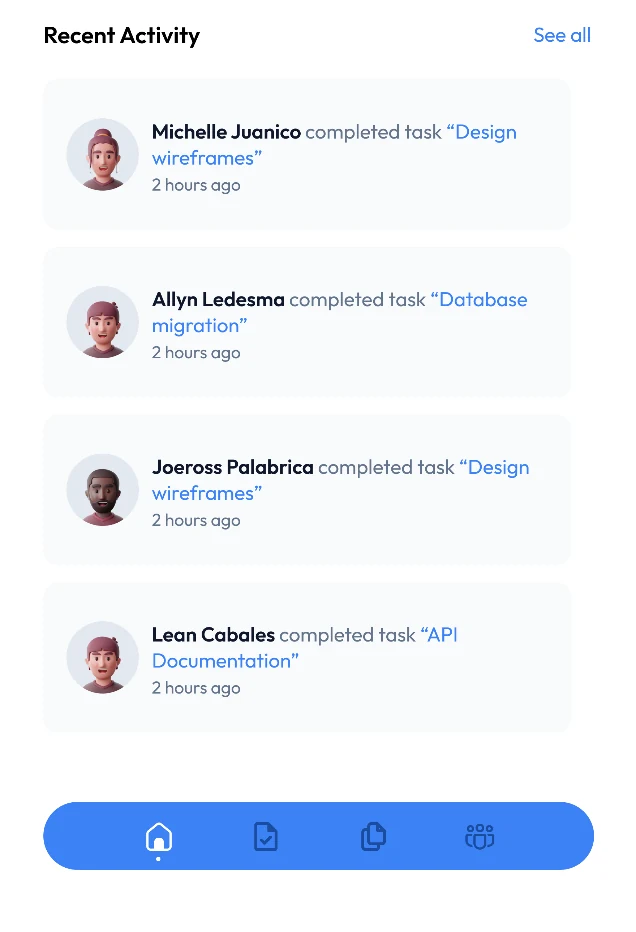 Recent Activity
See all
Michelle Juanico completed task “Design
wireframes”
2 hours ago
Allyn Ledesma completed task “Database
migration”
2 hours ago
Joeross Palabrica completed task “Design
wireframes”
2 hours ago
Lean Cabales completed task “API
Documentation”
2 hours ago